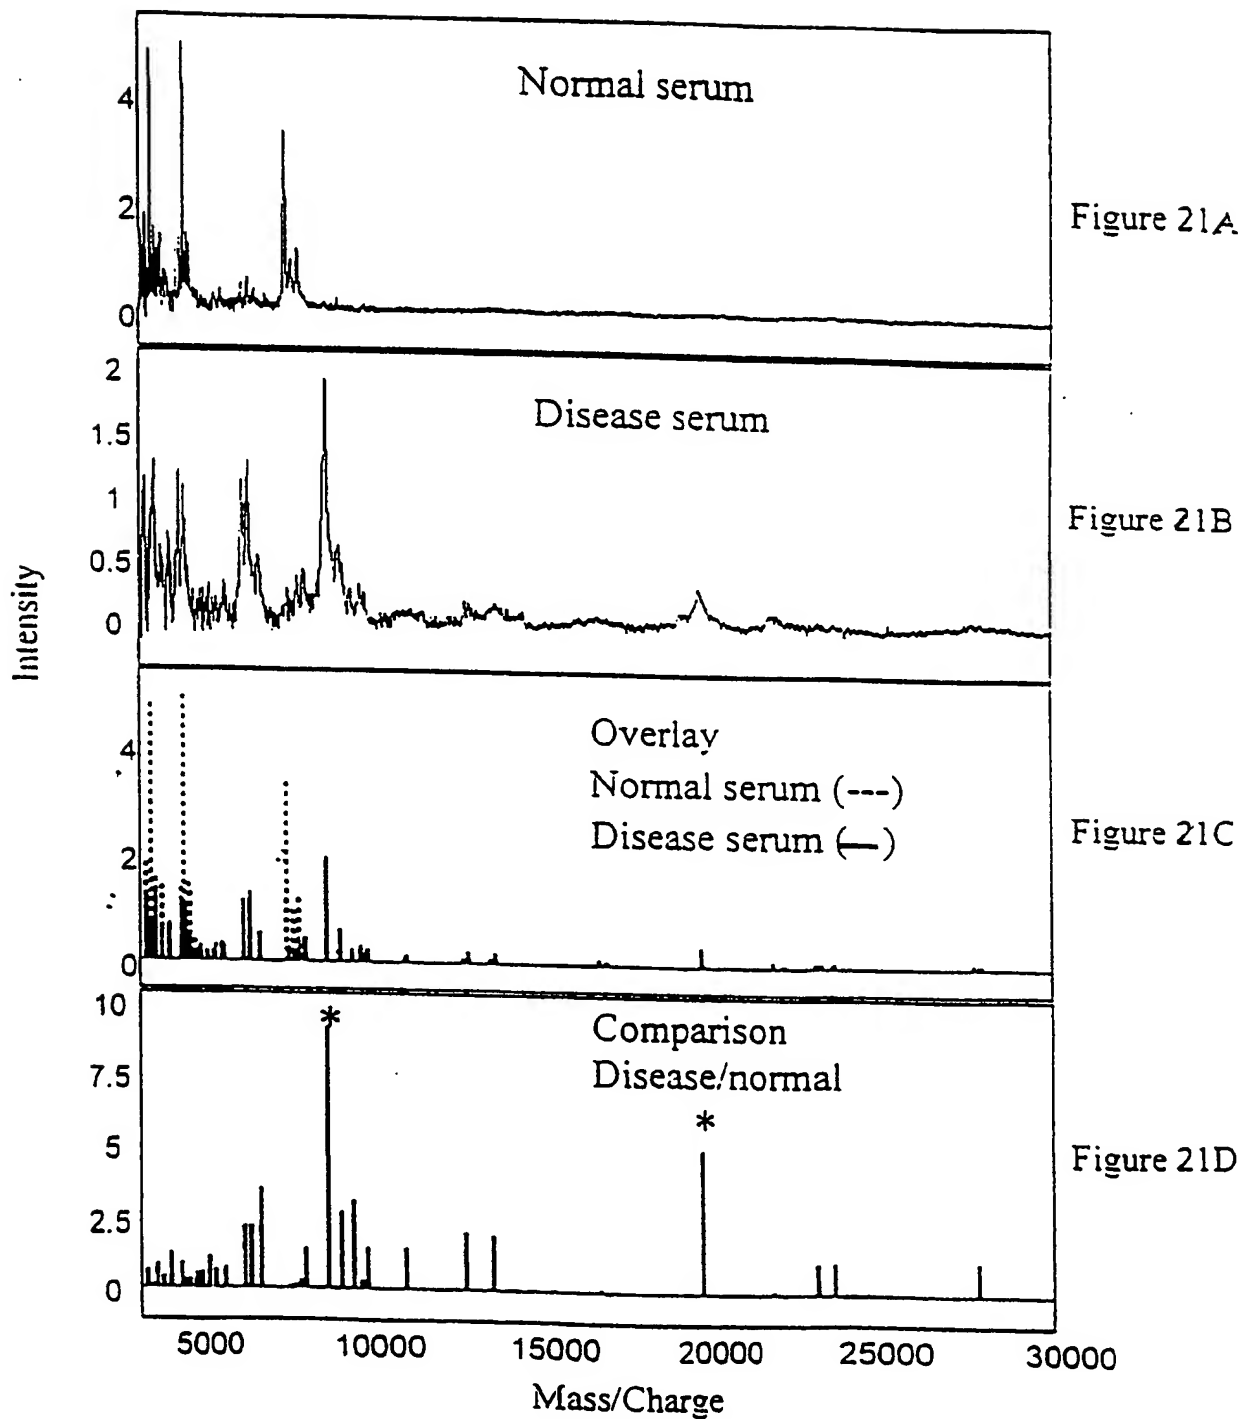 Normal serum
4
2
0
Figure 21A
2
1.5
1
0.5
0
Disease serum
Figure 21B
Intensity
4
2
0
Overlay
Normal serum (---)
Disease serum (—)
Figure 21C
10
7.5
5
2.5
0
*
Comparison
Disease/normal
*
Figure 21D
5000 10000 15000 20000 25000 30000
Mass/Charge